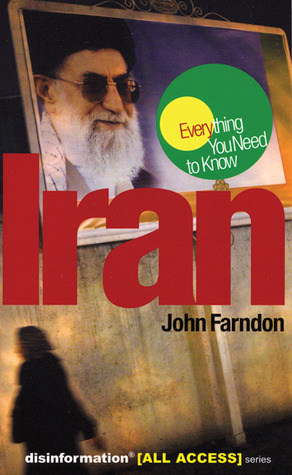 Everything
You Need
to Know
Iran
John Farndon
disinformation® [ALL ACCESS] series